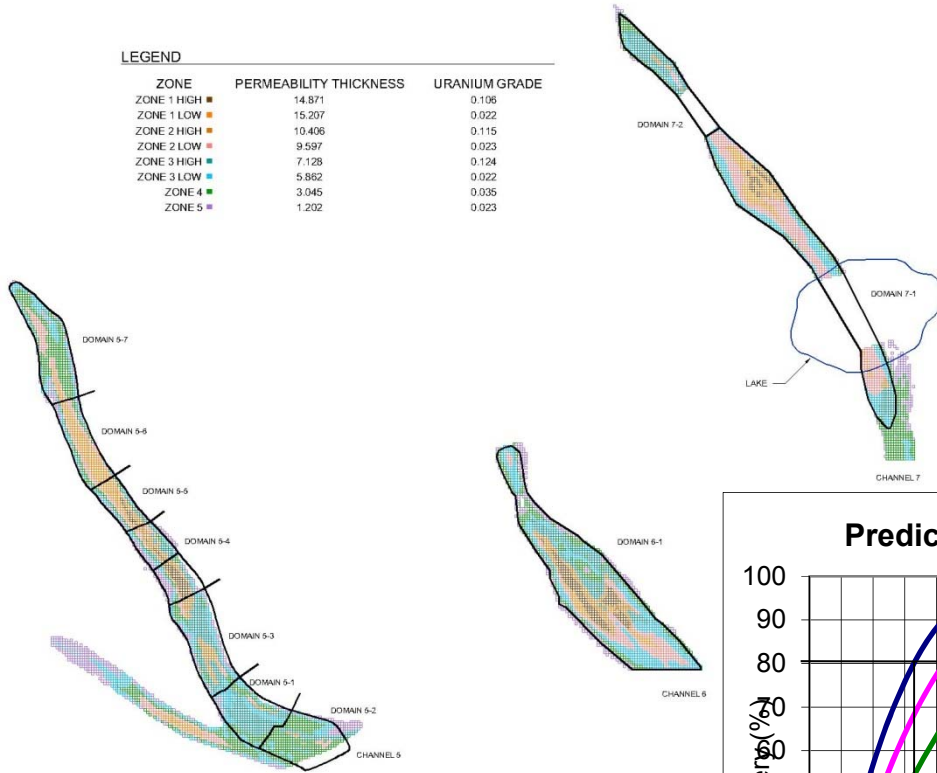 LEGEND
ZONE PERMEABILITY THICKNESS URANIUM GRADE
ZONE 1 HIGH 14.871 0.106
ZONE 1 LOW 15.207 0.022
ZONE 2 HIGH 10.406 0.115
ZONE 2 LOW 9.597 0.023
ZONE 3 HIGH 7.128 0.124
ZONE 3 LOW 5.862 0.022
ZONE 4 3.045 0.035
ZONE 5 1.202 0.023
DOMAIN 7-2
DOMAIN 7-1
LAKE
CHANNEL 7
DOMAIN 5-7
DOMAIN 5-6
DOMAIN 5-5
DOMAIN 5-4
DOMAIN 5-3
DOMAIN 5-1
DOMAIN 5-2
CHANNEL 5
DOMAIN 6-1
CHANNEL 6
Predic
100
90
80
70
60
ery (%)